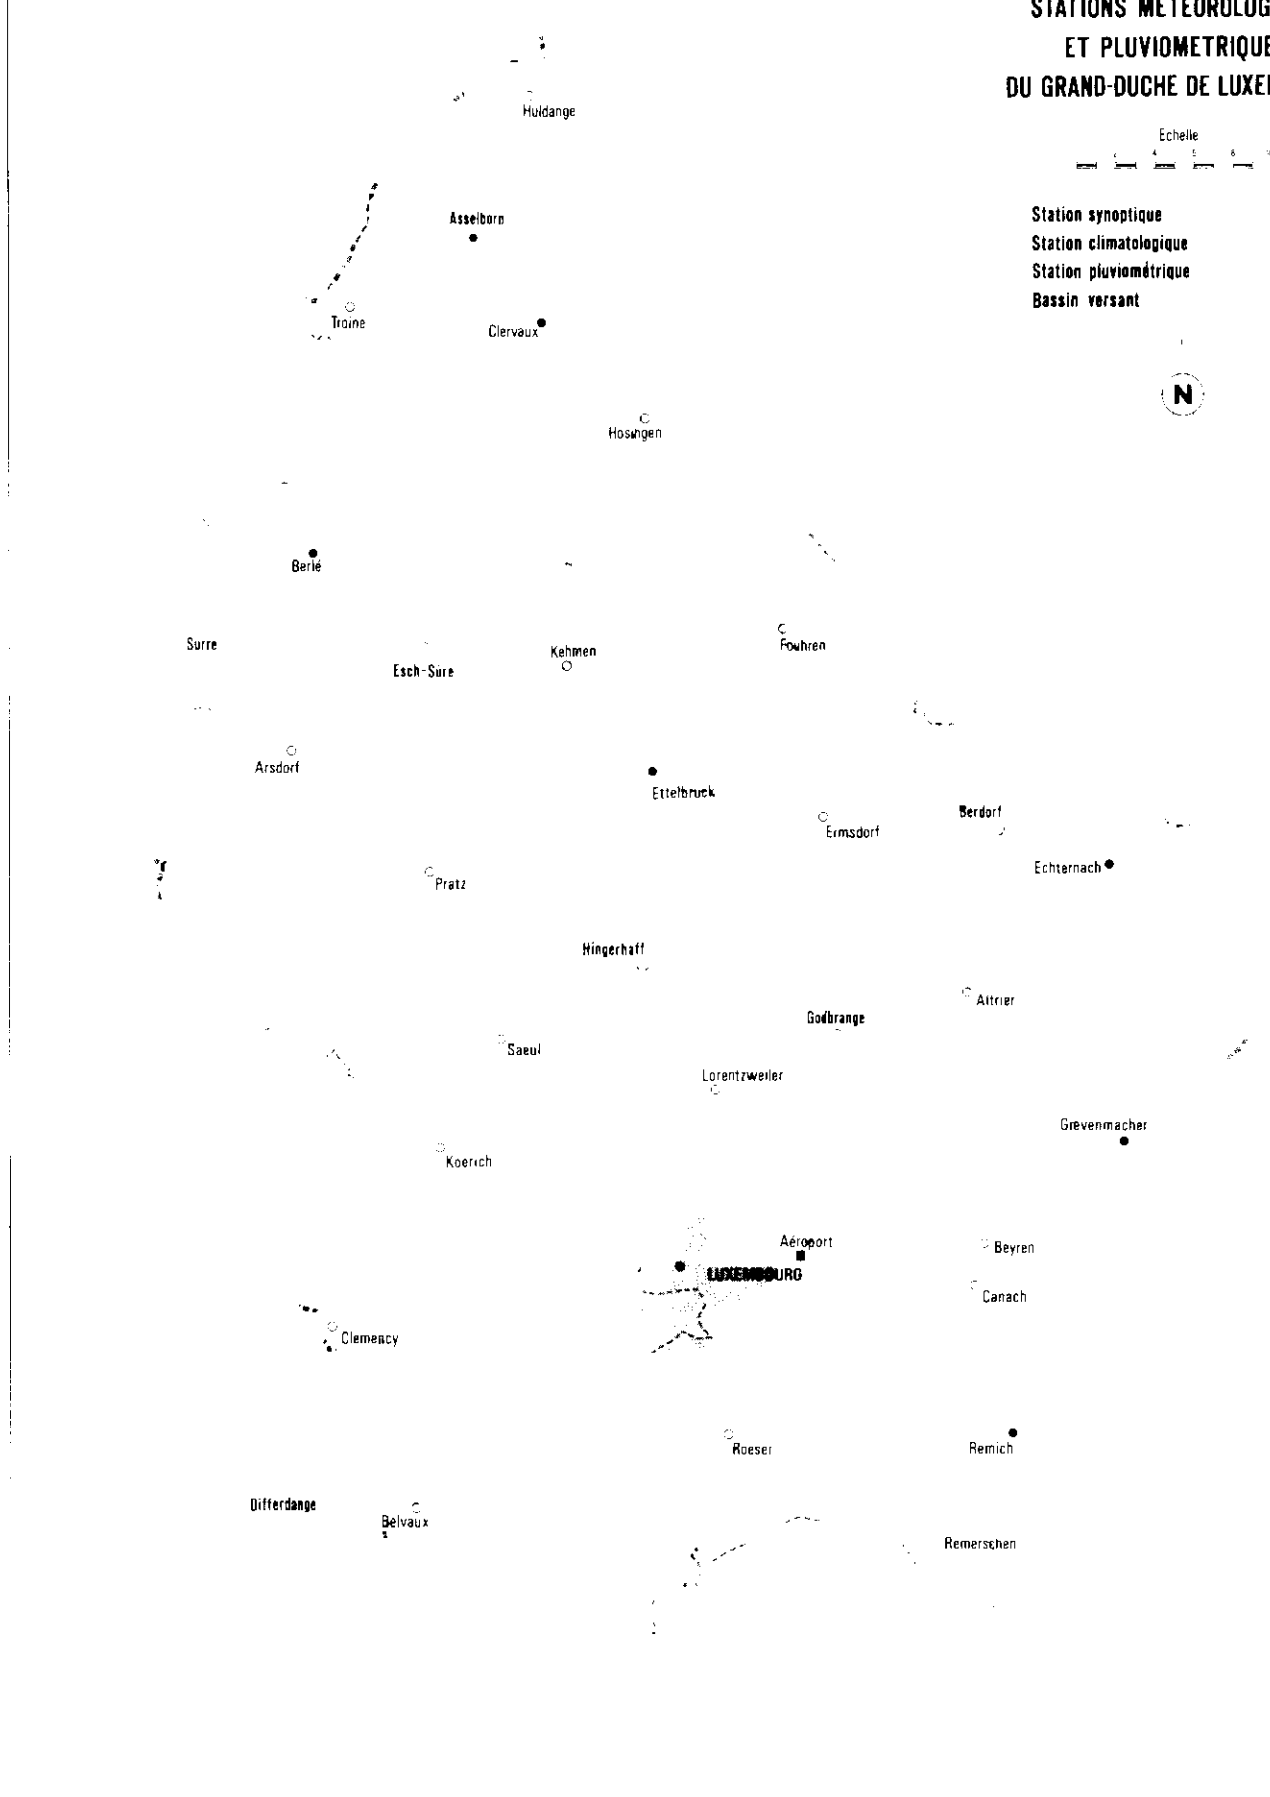 STATIONS METEOROLOG
ET PLUVIOMETRIQUE
DU GRAND-DUCHE DE LUXE
Echelle
Station synoptique
Station climatologique
Station pluviométrique
Bassin versant
N
Huldange
Asselborn
Troine
Clervaux
Hosingen
Berlé
Surre
Esch-Sûre
Kehmen
Fouhren
Arsdorf
Ettelbruck
Ermsdorf
Berdorf
Echternach
Pratz
Hingerhaff
Altrier
Godbrange
Saeul
Lorentzweiler
Grevenmacher
Koerich
Aéroport
Beyren
LUXEMBOURG
Canach
Clemency
Roeser
Remich
Differdange
Belvaux
Remerschen